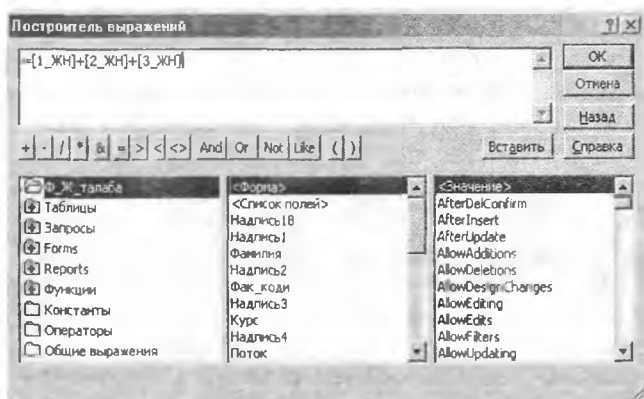 Построитель выражений
=[1_ЖН]+[2_ЖН]+[3_ЖН]
ОК
Отмена
Назад
+ - / * & = > < <> And Or Not Like ( )
Вставить
Справка
Ф_Ж_талаба
Таблицы
Запросы
Forms
Reports
Функции
Константы
Операторы
Общие выражения
<Форма>
<Список полей>
Надпись18
Надпись1
Фамилия
Надпись2
Фак_коди
Надпись3
Курс
Надпись4
Поток
<Значение>
AfterDelConfirm
AfterInsert
AfterUpdate
AllowAdditions
AllowDeletions
AllowDesignChanges
AllowEditing
AllowEdits
AllowFilters
AllowUpdating